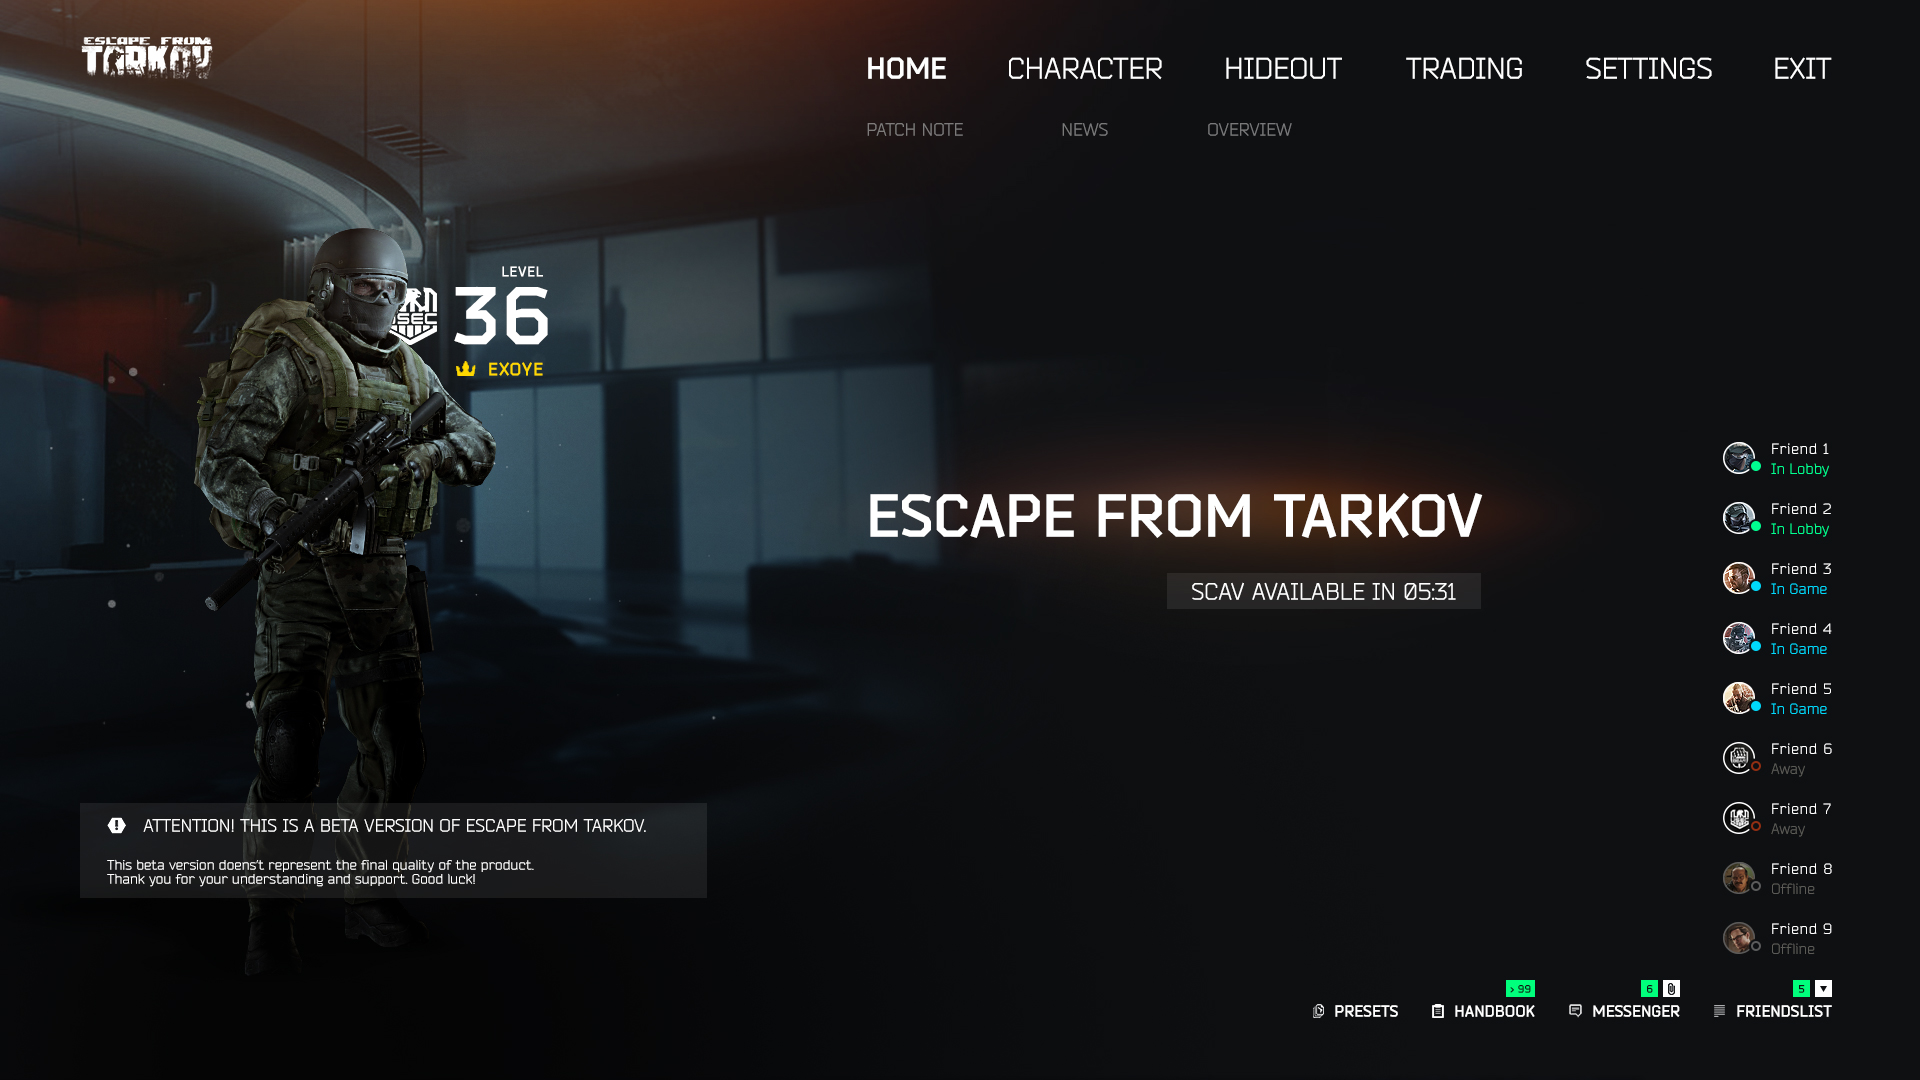 ESCAPE FROM
TARKOV
HOME CHARACTER HIDEOUT TRADING SETTINGS EXIT
PATCH NOTE NEWS OVERVIEW
LEVEL
36
EXOYE
ESCAPE FROM TARKOV
SCAV AVAILABLE IN 05:31
Friend 1
In Lobby
Friend 2
In Lobby
Friend 3
In Game
Friend 4
In Game
Friend 5
In Game
Friend 6
Away
Friend 7
Away
Friend 8
Offline
Friend 9
Offline
ATTENTION! THIS IS A BETA VERSION OF ESCAPE FROM TARKOV.
This beta version doens't represent the final quality of the product.
Thank you for your understanding and support. Good luck!
> 99 6 5
PRESETS HANDBOOK MESSENGER FRIENDSLIST